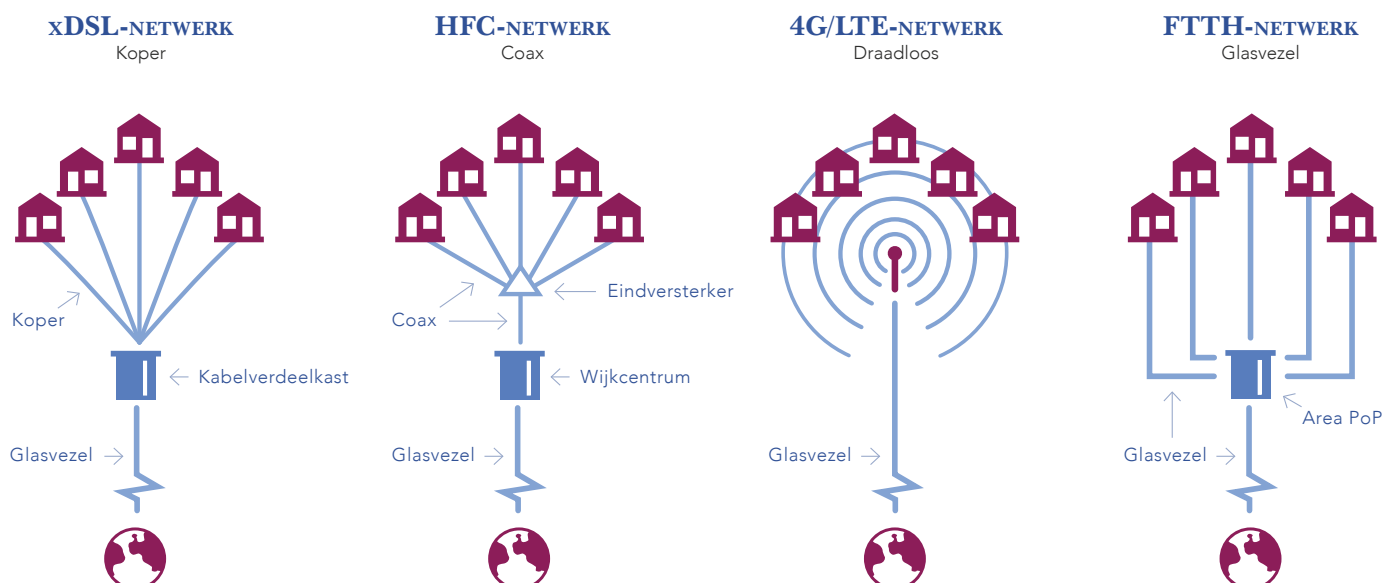 xDSL-NETWERK
Koper
Koper
Kabelverdeelkast
Glasvezel
HFC-NETWERK
Coax
Eindversterker
Coax
Wijkcentrum
Glasvezel
4G/LTE-NETWERK
Draadloos
Glasvezel
FTTH-NETWERK
Glasvezel
Area PoP
Glasvezel